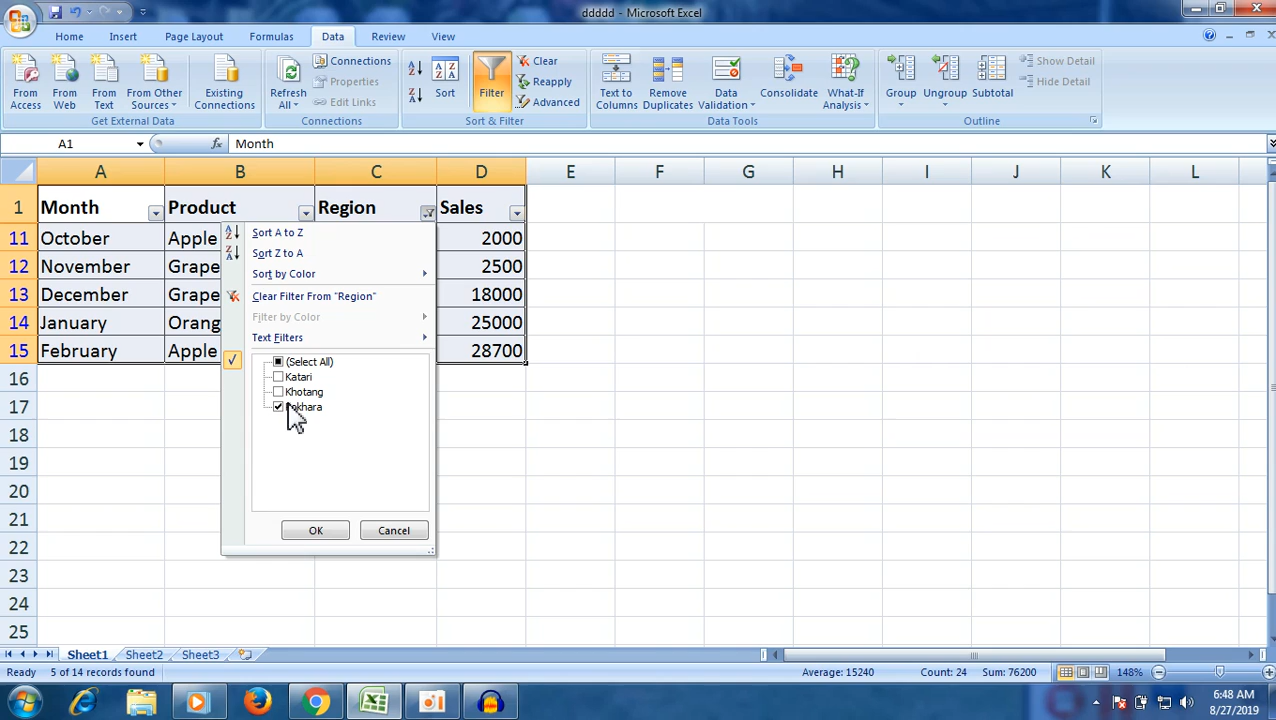 ddddd - Microsoft Excel
Home Insert Page Layout Formulas Data Review View
From Access
From Web
From Text
From Other Sources
Existing Connections
Get External Data
Refresh All
Connections
Properties
Edit Links
Connections
Sort
Filter
Clear
Reapply
Advanced
Sort & Filter
Text to Columns
Remove Duplicates
Data Validation
Consolidate
What-If Analysis
Data Tools
Group
Ungroup
Subtotal
Show Detail
Hide Detail
Outline
A1 fx Month
A B C D E F G H I J K L
1 Month Product Region Sales
11 October Apple 2000
12 November Grape 2500
13 December Grape 18000
14 January Orang 25000
15 February Apple 28700
16
17
18
19
20
21
22
23
24
25
Sort A to Z
Sort Z to A
Sort by Color
Clear Filter From "Region"
Filter by Color
Text Filters
(Select All)
Katari
Khotang
OK Cancel
Sheet1 Sheet2 Sheet3
Ready 5 of 14 records found Average: 15240 Count: 24 Sum: 76200 148%
6:48 AM
8/27/2019